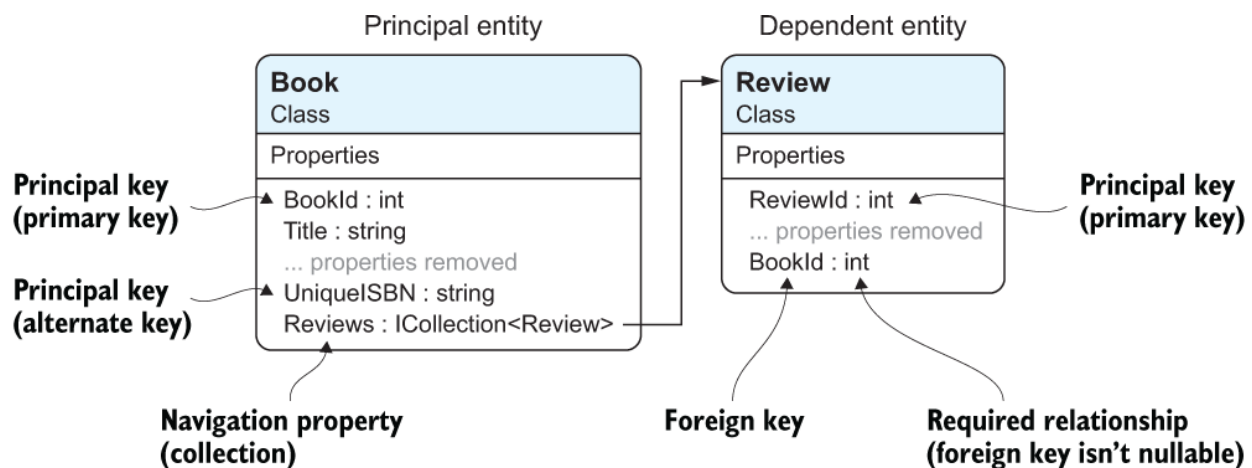 Principal entity
Dependent entity
Book
Class
Properties
BookId : int
Title : string
... properties removed
UniqueISBN : string
Reviews : ICollection<Review>
Review
Class
Properties
ReviewId : int
... properties removed
BookId : int
Principal key
(primary key)
Principal key
(alternate key)
Principal key
(primary key)
Navigation property
(collection)
Foreign key
Required relationship
(foreign key isn't nullable)